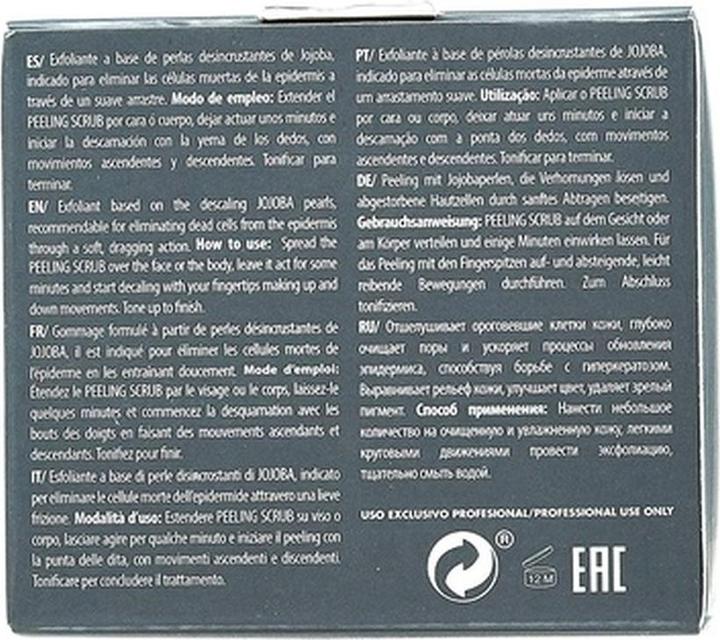 ES/ Exfoliante a base de perlas desincrustantes de Jojoba,
indicado para eliminar las células muertas de la epidermis a
través de un suave arrastre. Modo de empleo: Extender el
PEELING SCRUB por cara ó cuerpo, dejar actuar unos minutos e
iniciar la descamación con la yema de los dedos, con
movimientos ascendentes y descendentes. Tonificar para
terminar.
EN/ Exfoliant based on the descaling JOJOBA pearls,
recommendable for eliminating dead cells from the epidermis
through a soft, dragging action. How to use: Spread the
PEELING SCRUB over the face or the body, leave it act for some
minutes and start decaling with your fingertips making up and
down movements. Tone up to finish.
FR/ Gommage formulé à partir de perles désincrustantes de
JOJOBA, il est indiqué pour éliminer les cellules mortes de
l'épiderme en les entraînant doucement. Mode d'emploi:
Étendez le PEELING SCRUB par le visage ou le corps, laissez-le
quelques minutes et commencez la desquamation avec les
bouts des doigts en faisant des mouvements ascendants et
descendants. Tonifiez pour finir.
IT/ Esfoliante a base di perle disincrostanti di JOJOBA, indicato
per eliminare le cellule morte dell'epidermide attravero una lieve
frizione. Modalità d'uso: Estendere PEELING SCRUB su viso o
corpo, lasciare agire per qualche minuto e iniziare il peeling con
la punta delle dita, con movimenti ascendenti e discendenti.
Tonificare per concludere il trattamento.
PT/ Exfoliante à base de pérolas desincrustantes de JOJOBA,
indicado para eliminar as células mortas da epiderme através de
um arrastamento suave. Utilização: Aplicar o PEELING SCRUB
por cara ou corpo, deixar atuar uns minutos e iniciar a
descamação com a ponta dos dedos, com movimentos
ascendentes e descendentes. Tonificar para terminar.
DE/ Peeling mit Jojobaperlen, die Verhornungen lösen und
abgestorbene Hautzellen durch sanftes Abtragen beseitigen.
Gebrauchsanweisung: PEELING SCRUB auf dem Gesicht oder
am Körper verteilen und einige Minuten einwirken lassen. Für
das Peeling mit den Fingerspitzen auf- und absteigende, leicht
reibende Bewegungen durchführen. Zum Abschluss
tonifizieren.
RU/ Отшелушивает ороговевшие клетки кожи, глубоко
очищает поры и ускоряет процессы обновления
эпидермиса, способствуя борьбе с гиперкератозом.
Выравнивает рельеф кожи, улучшает цвет, удаляет зрелый
пигмент. Способ применения: Нанести небольшое
количество на очищенную и увлажненную кожу, легкими
круговыми движениями провести эксфолиацию,
тщательно смыть водой.
USO EXCLUSIVO PROFESIONAL/PROFESSIONAL USE ONLY
®
12 M
EAC